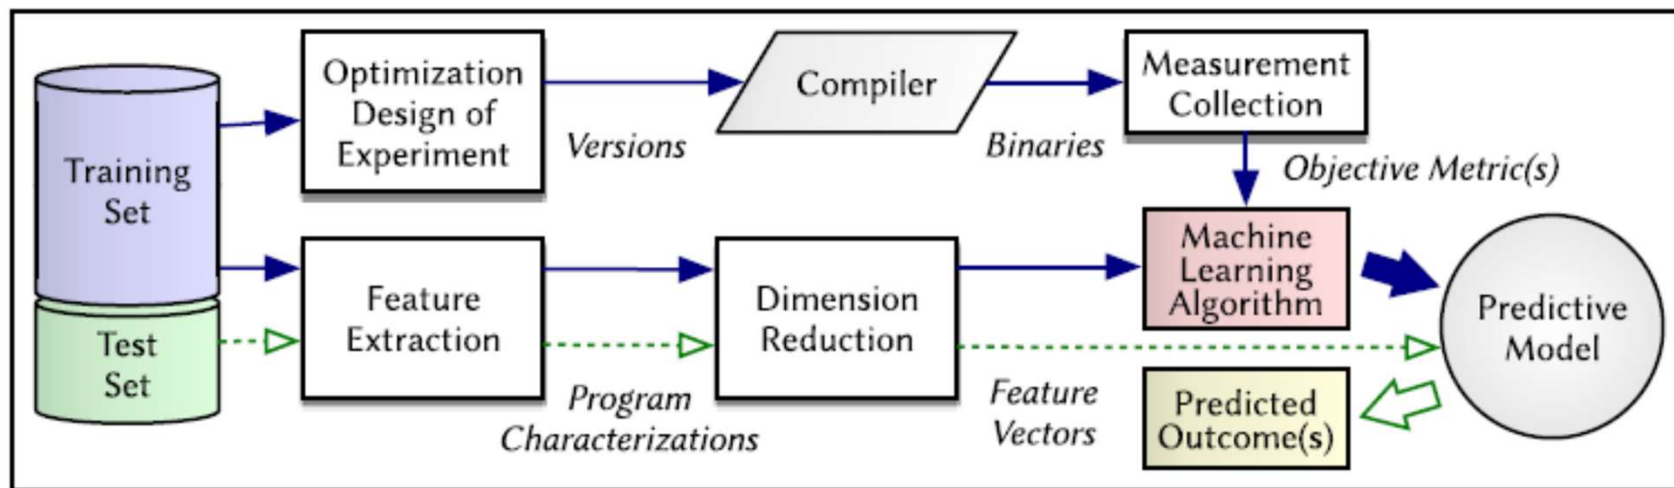 Training
Set
Test
Set
Optimization
Design of
Experiment
Versions
Compiler
Binaries
Measurement
Collection
Objective Metric(s)
Feature
Extraction
Program
Characterizations
Dimension
Reduction
Feature
Vectors
Machine
Learning
Algorithm
Predictive
Model
Predicted
Outcome(s)